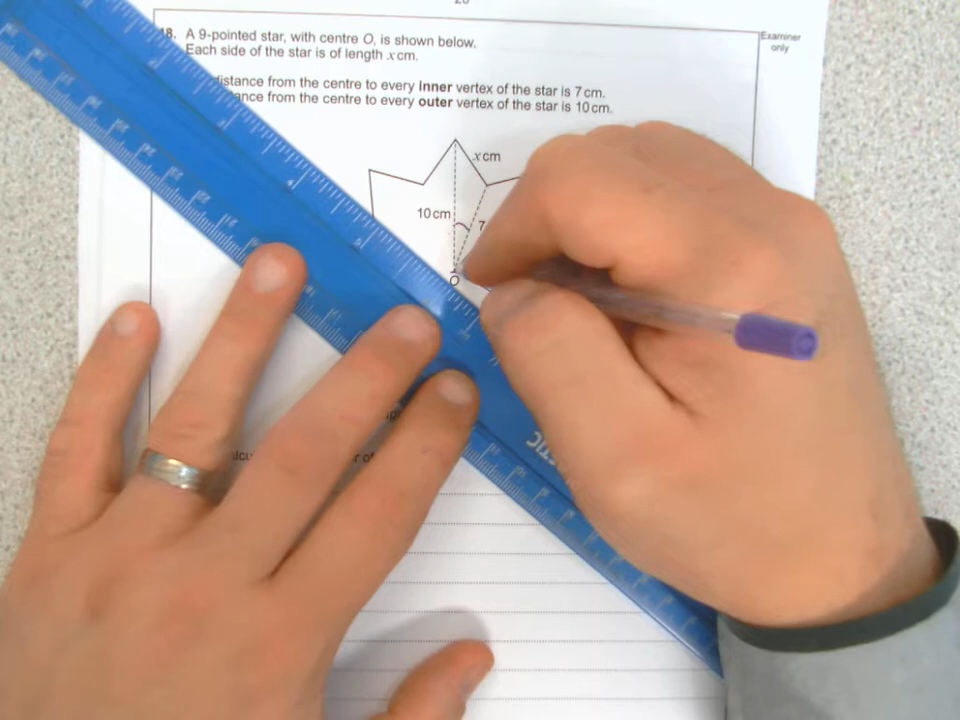 8. A 9-pointed star, with centre O, is shown below.
Examiner
only
Each side of the star is of length x cm.
istance from the centre to every inner vertex of the star is 7 cm.
ance from the centre to every outer vertex of the star is 10 cm.
x cm
10 cm
7
O